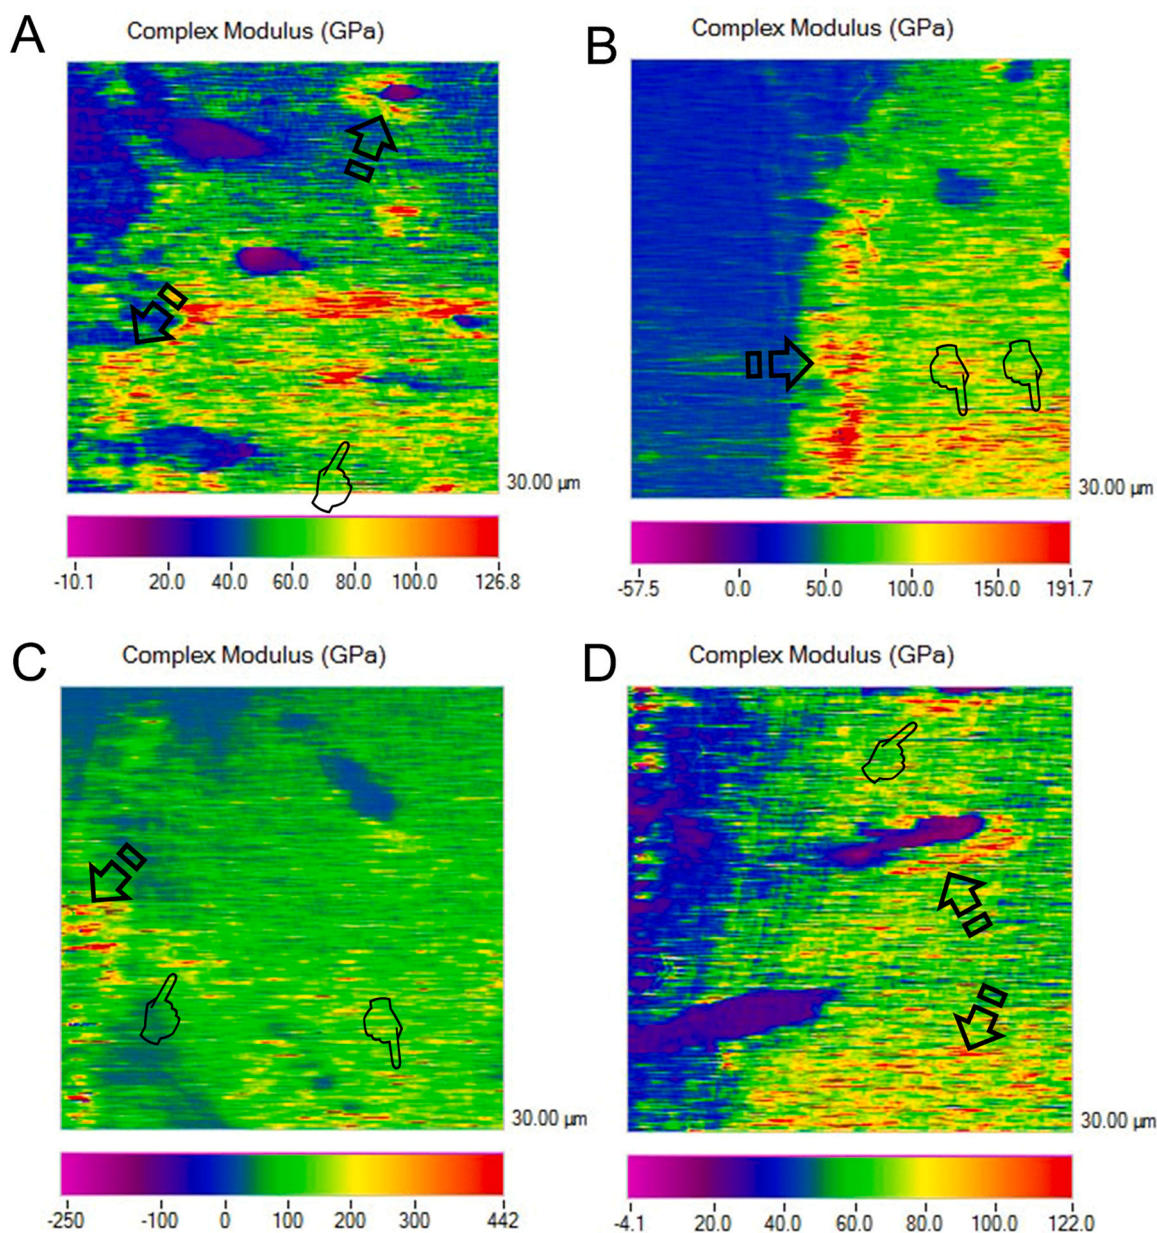 A
Complex Modulus (GPa)
30.00 µm
-10.1 20.0 40.0 60.0 80.0 100.0 126.8
B
Complex Modulus (GPa)
30.00 µm
-57.5 0.0 50.0 100.0 150.0 191.7
C
Complex Modulus (GPa)
30.00 µm
-250 -100 0 100 200 300 442
D
Complex Modulus (GPa)
30.00 µm
-4.1 20.0 40.0 60.0 80.0 100.0 122.0